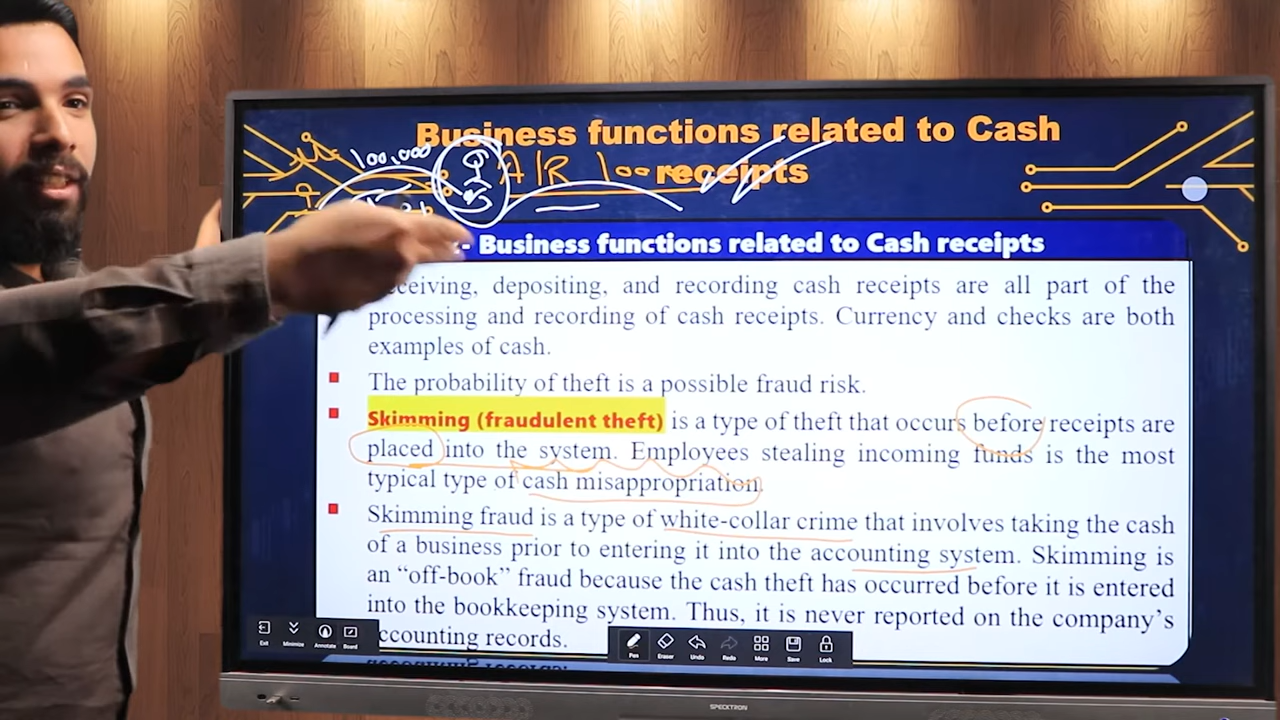 Business functions related to Cash
receipts
100,000
A/R 100
- Business functions related to Cash receipts
receiving, depositing, and recording cash receipts are all part of the
processing and recording of cash receipts. Currency and checks are both
examples of cash.
The probability of theft is a possible fraud risk.
Skimming (fraudulent theft) is a type of theft that occurs before receipts are
placed into the system. Employees stealing incoming funds is the most
typical type of cash misappropriation.
Skimming fraud is a type of white-collar crime that involves taking the cash
of a business prior to entering it into the accounting system. Skimming is
an “off-book” fraud because the cash theft has occurred before it is entered
into the bookkeeping system. Thus, it is never reported on the company’s
accounting records.
Exit Minimize Annotate Board
Pen Eraser Undo Redo More Save Lock
SPECKTRON